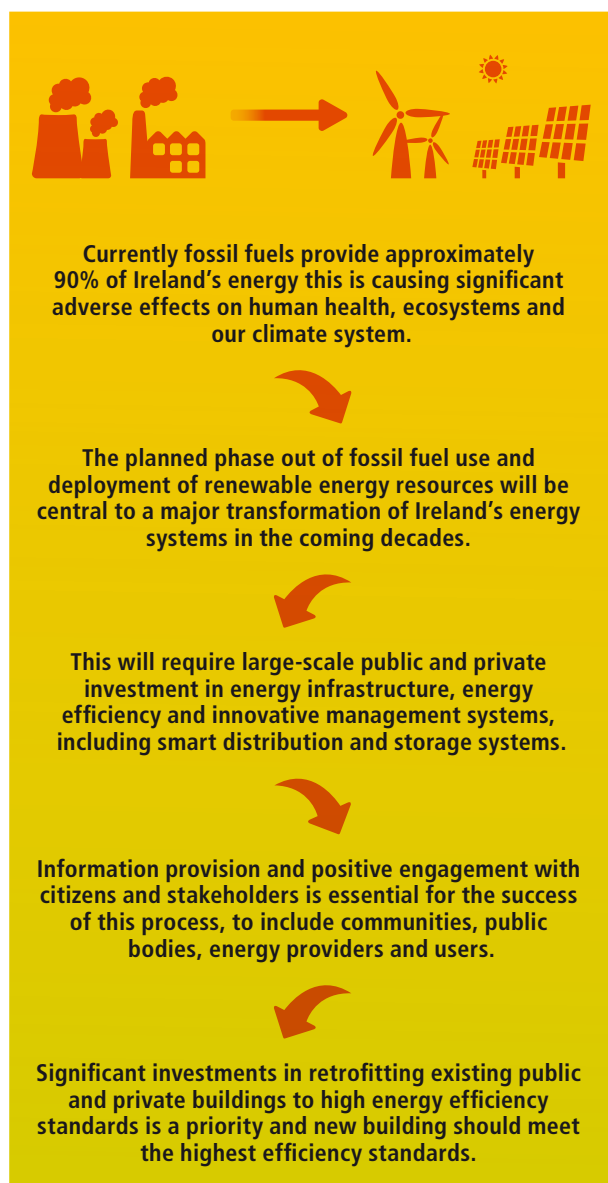 Currently fossil fuels provide approximately
90% of Ireland's energy this is causing significant
adverse effects on human health, ecosystems and
our climate system.
The planned phase out of fossil fuel use and
deployment of renewable energy resources will be
central to a major transformation of Ireland's energy
systems in the coming decades.
This will require large-scale public and private
investment in energy infrastructure, energy
efficiency and innovative management systems,
including smart distribution and storage systems.
Information provision and positive engagement with
citizens and stakeholders is essential for the success
of this process, to include communities, public
bodies, energy providers and users.
Significant investments in retrofitting existing public
and private buildings to high energy efficiency
standards is a priority and new building should meet
the highest efficiency standards.